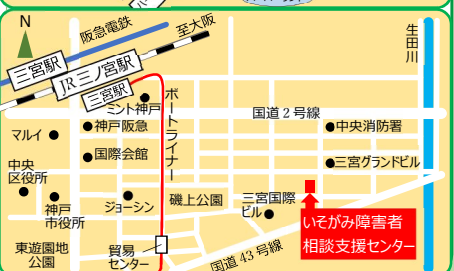 N
阪急電鉄
至大阪
生田川
三宮駅
JR三ノ宮駅
三宮駅
ミント神戸
ポートライナー
国道2号線
マルイ
神戸阪急
中央消防署
国際会館
三宮グランドビル
中央
区役所
神戸
市役所
ジョーシン
磯上公園
三宮国際
ビル
いそがみ障害者
相談支援センター
東遊園地
公園
貿易
センター
国道43号線